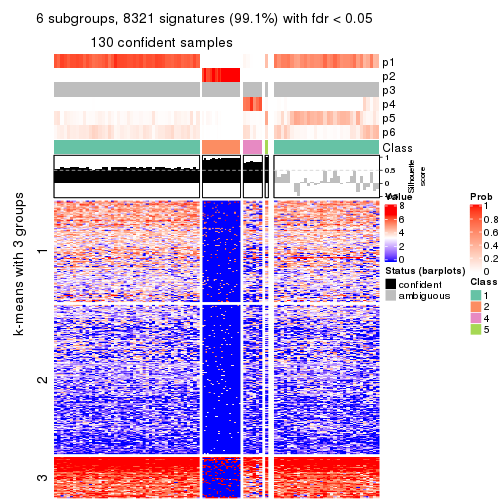 6 subgroups, 8321 signatures (99.1%) with fdr < 0.05
130 confident samples
p1
p2
p3
p4
p5
p6
Class
1
0.5
0
Silhouette
score
k-means with 3 groups
1
2
3
Value
8
6
4
2
0
Status (barplots)
confident
ambiguous
Prob
1
0.8
0.6
0.4
0.2
0
Class
1
2
4
5